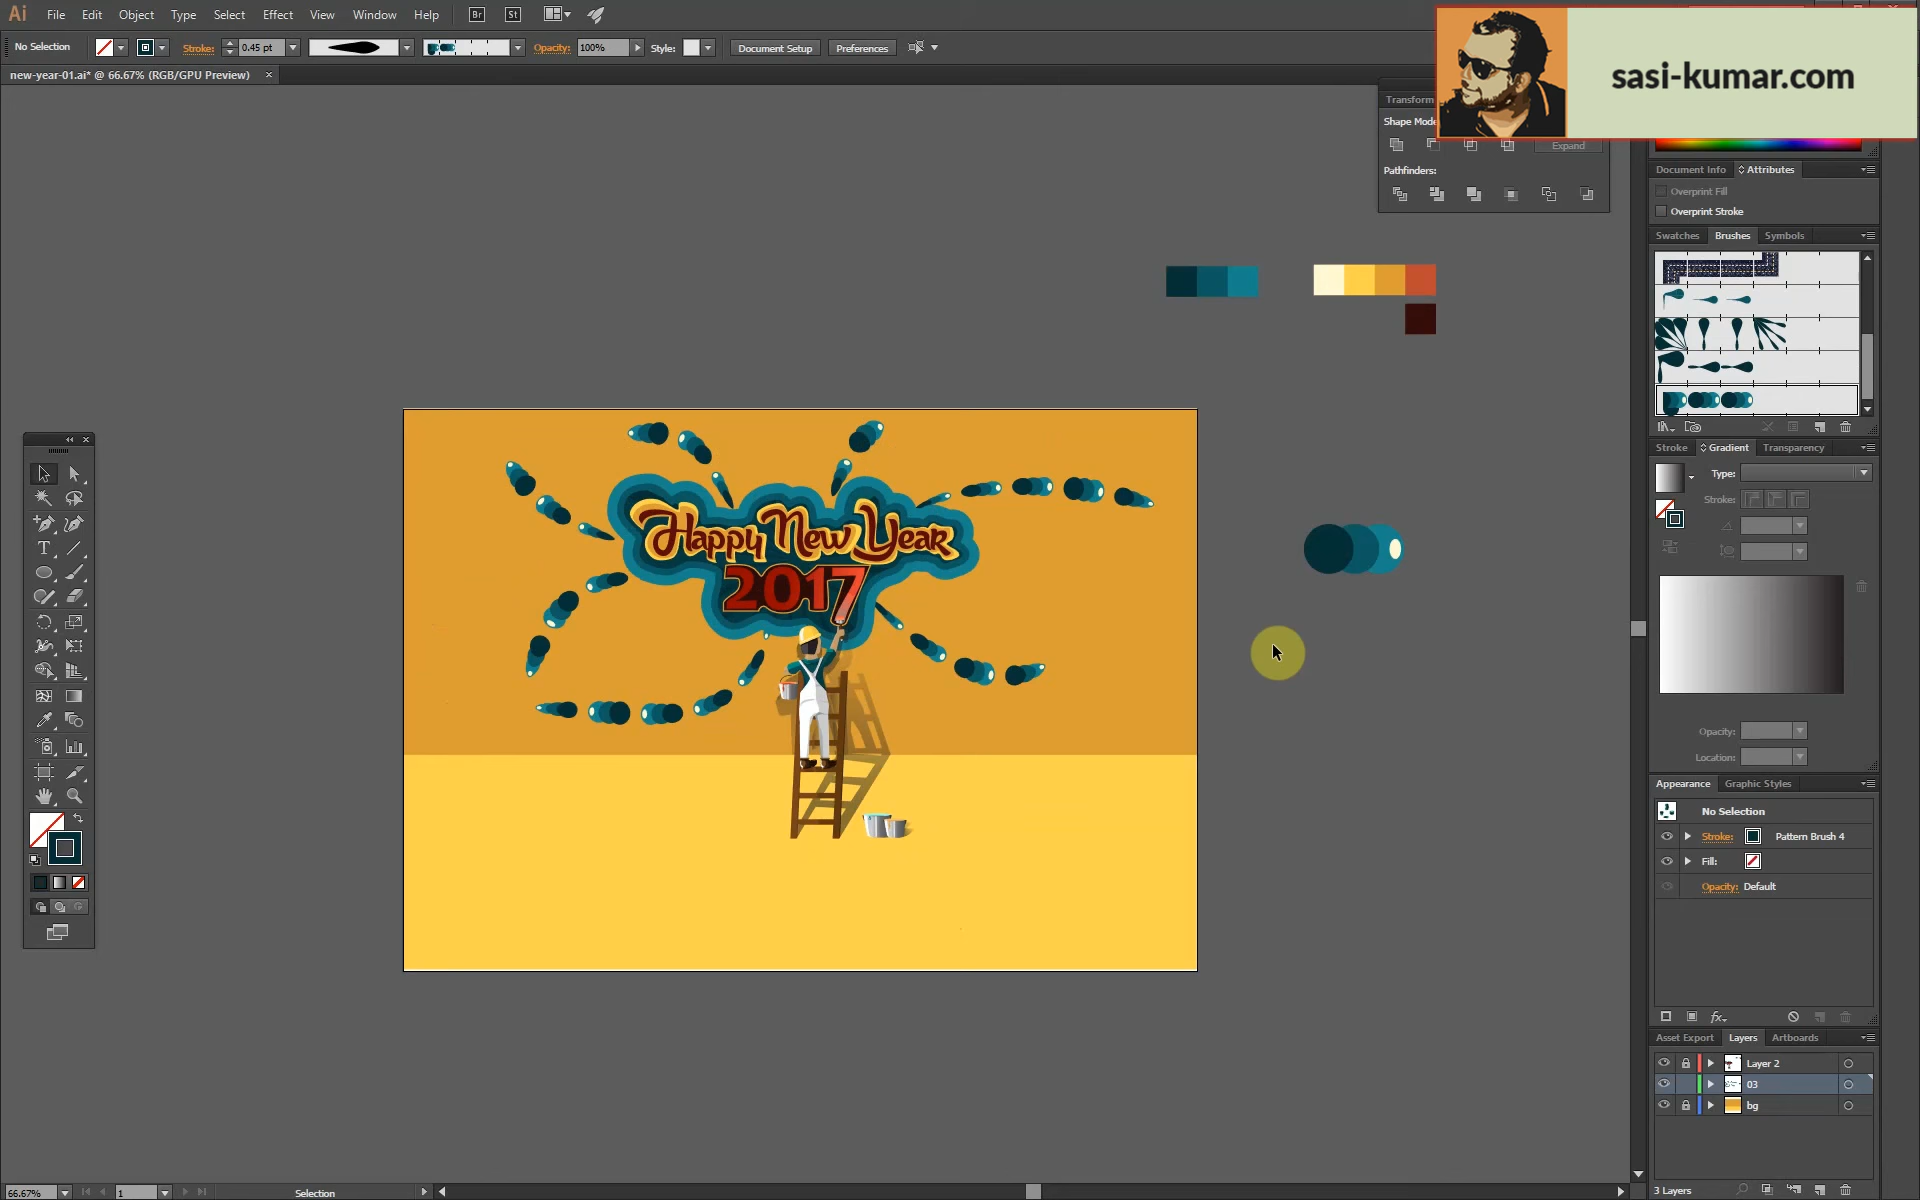 Ai File Edit Object Type Select Effect View Window Help Br St
No Selection Stroke: 0.45 pt Opacity: 100% Style: Document Setup Preferences
new-year-01.ai* @ 66.67% (RGB/GPU Preview) ×
sasi-kumar.com
Transform
Shape Mode
Expand
Pathfinders:
Document Info Attributes
Overprint Fill
Overprint Stroke
Swatches Brushes Symbols
Stroke Gradient Transparency
Type:
Stroke:
Opacity:
Location:
Happy New Year
2017
Appearance Graphic Styles
No Selection
Stroke: Pattern Brush 4
Fill:
Opacity: Default
fx
Asset Export Layers Artboards
Layer 2
03
bg
3 Layers
66.67% 1 Selection